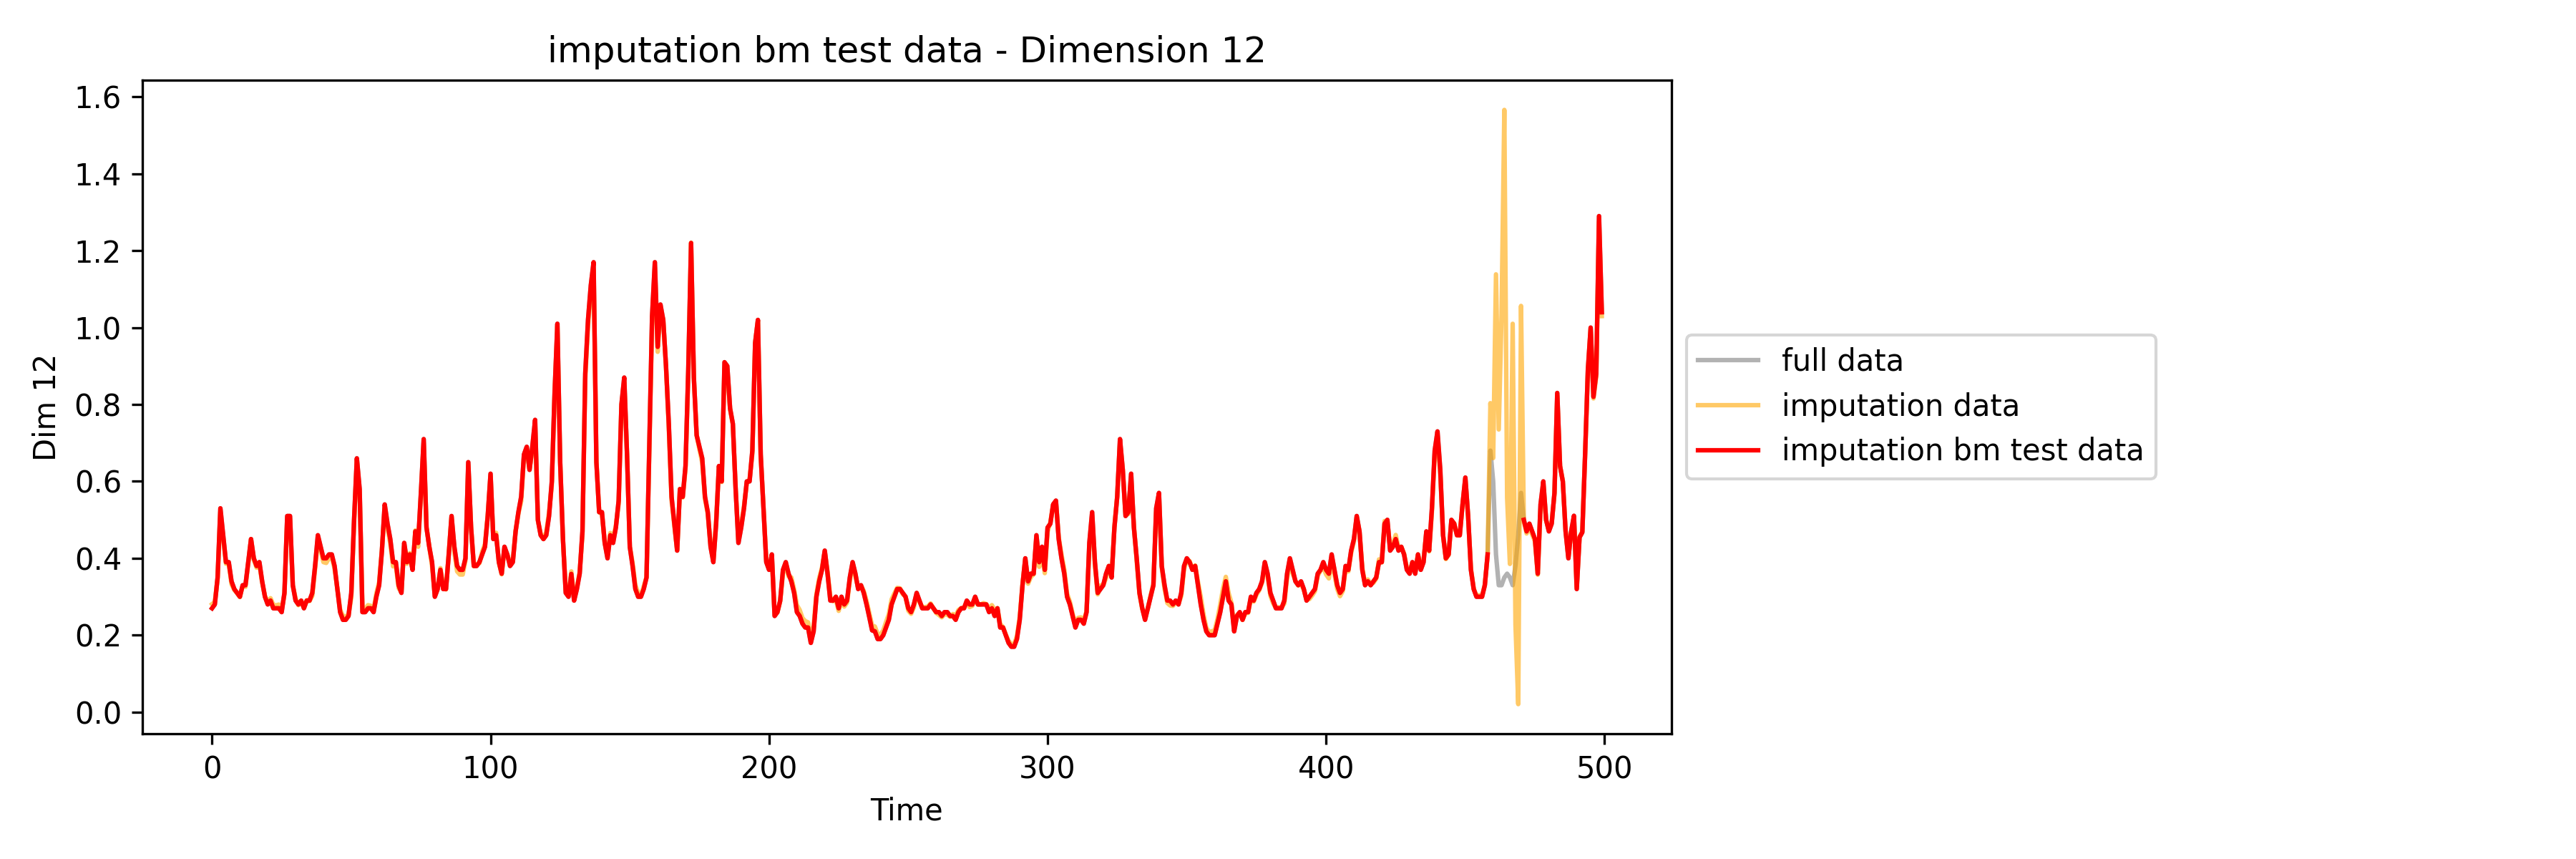 imputation bm test data - Dimension 12
1.6
1.4
1.2
1.0
0.8
0.6
0.4
0.2
0.0
Dim 12
0 100 200 300 400 500
Time
full data
imputation data
imputation bm test data